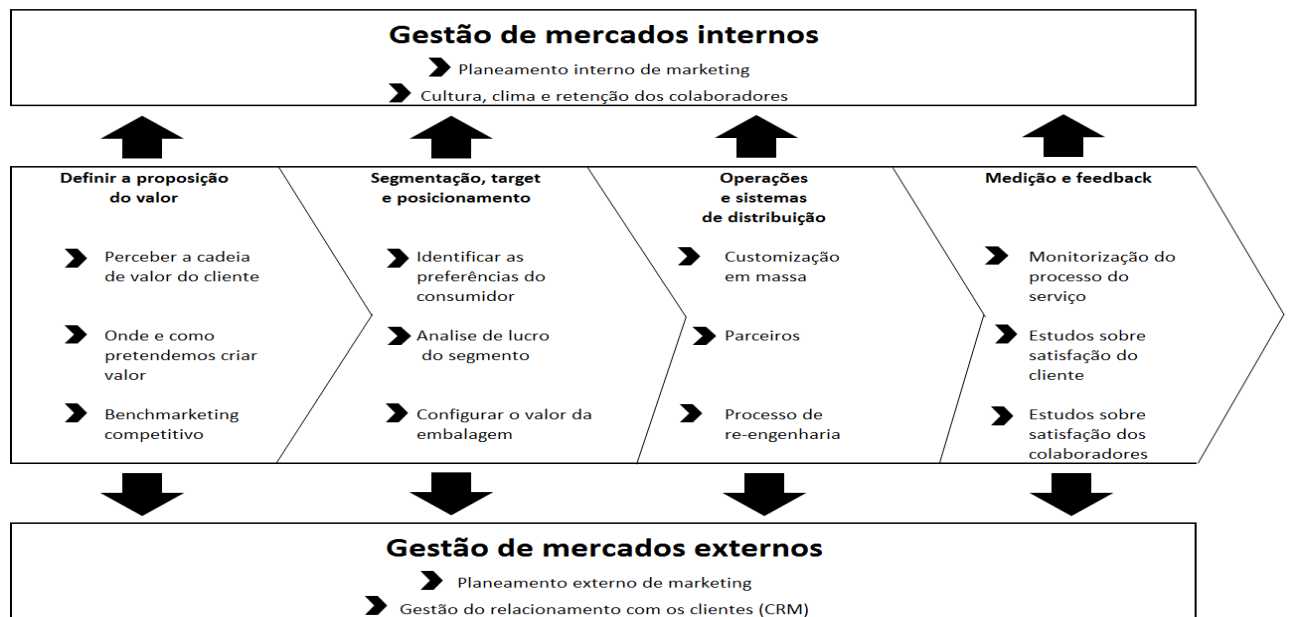 Gestão de mercados internos
Planeamento interno de marketing
Cultura, clima e retenção dos colaboradores
Definir a proposição
do valor
Perceber a cadeia
de valor do cliente
Onde e como
pretendemos criar
valor
Benchmarketing
competitivo
Segmentação, target
e posicionamento
Identificar as
preferências do
consumidor
Analise de lucro
do segmento
Configurar o valor da
embalagem
Operações
e sistemas
de distribuição
Customização
em massa
Parceiros
Processo de
re-engenharia
Medição e feedback
Monitorização do
processo do
serviço
Estudos sobre
satisfação do
cliente
Estudos sobre
satisfação dos
colaboradores
Gestão de mercados externos
Planeamento externo de marketing
Gestão do relacionamento com os clientes (CRM)